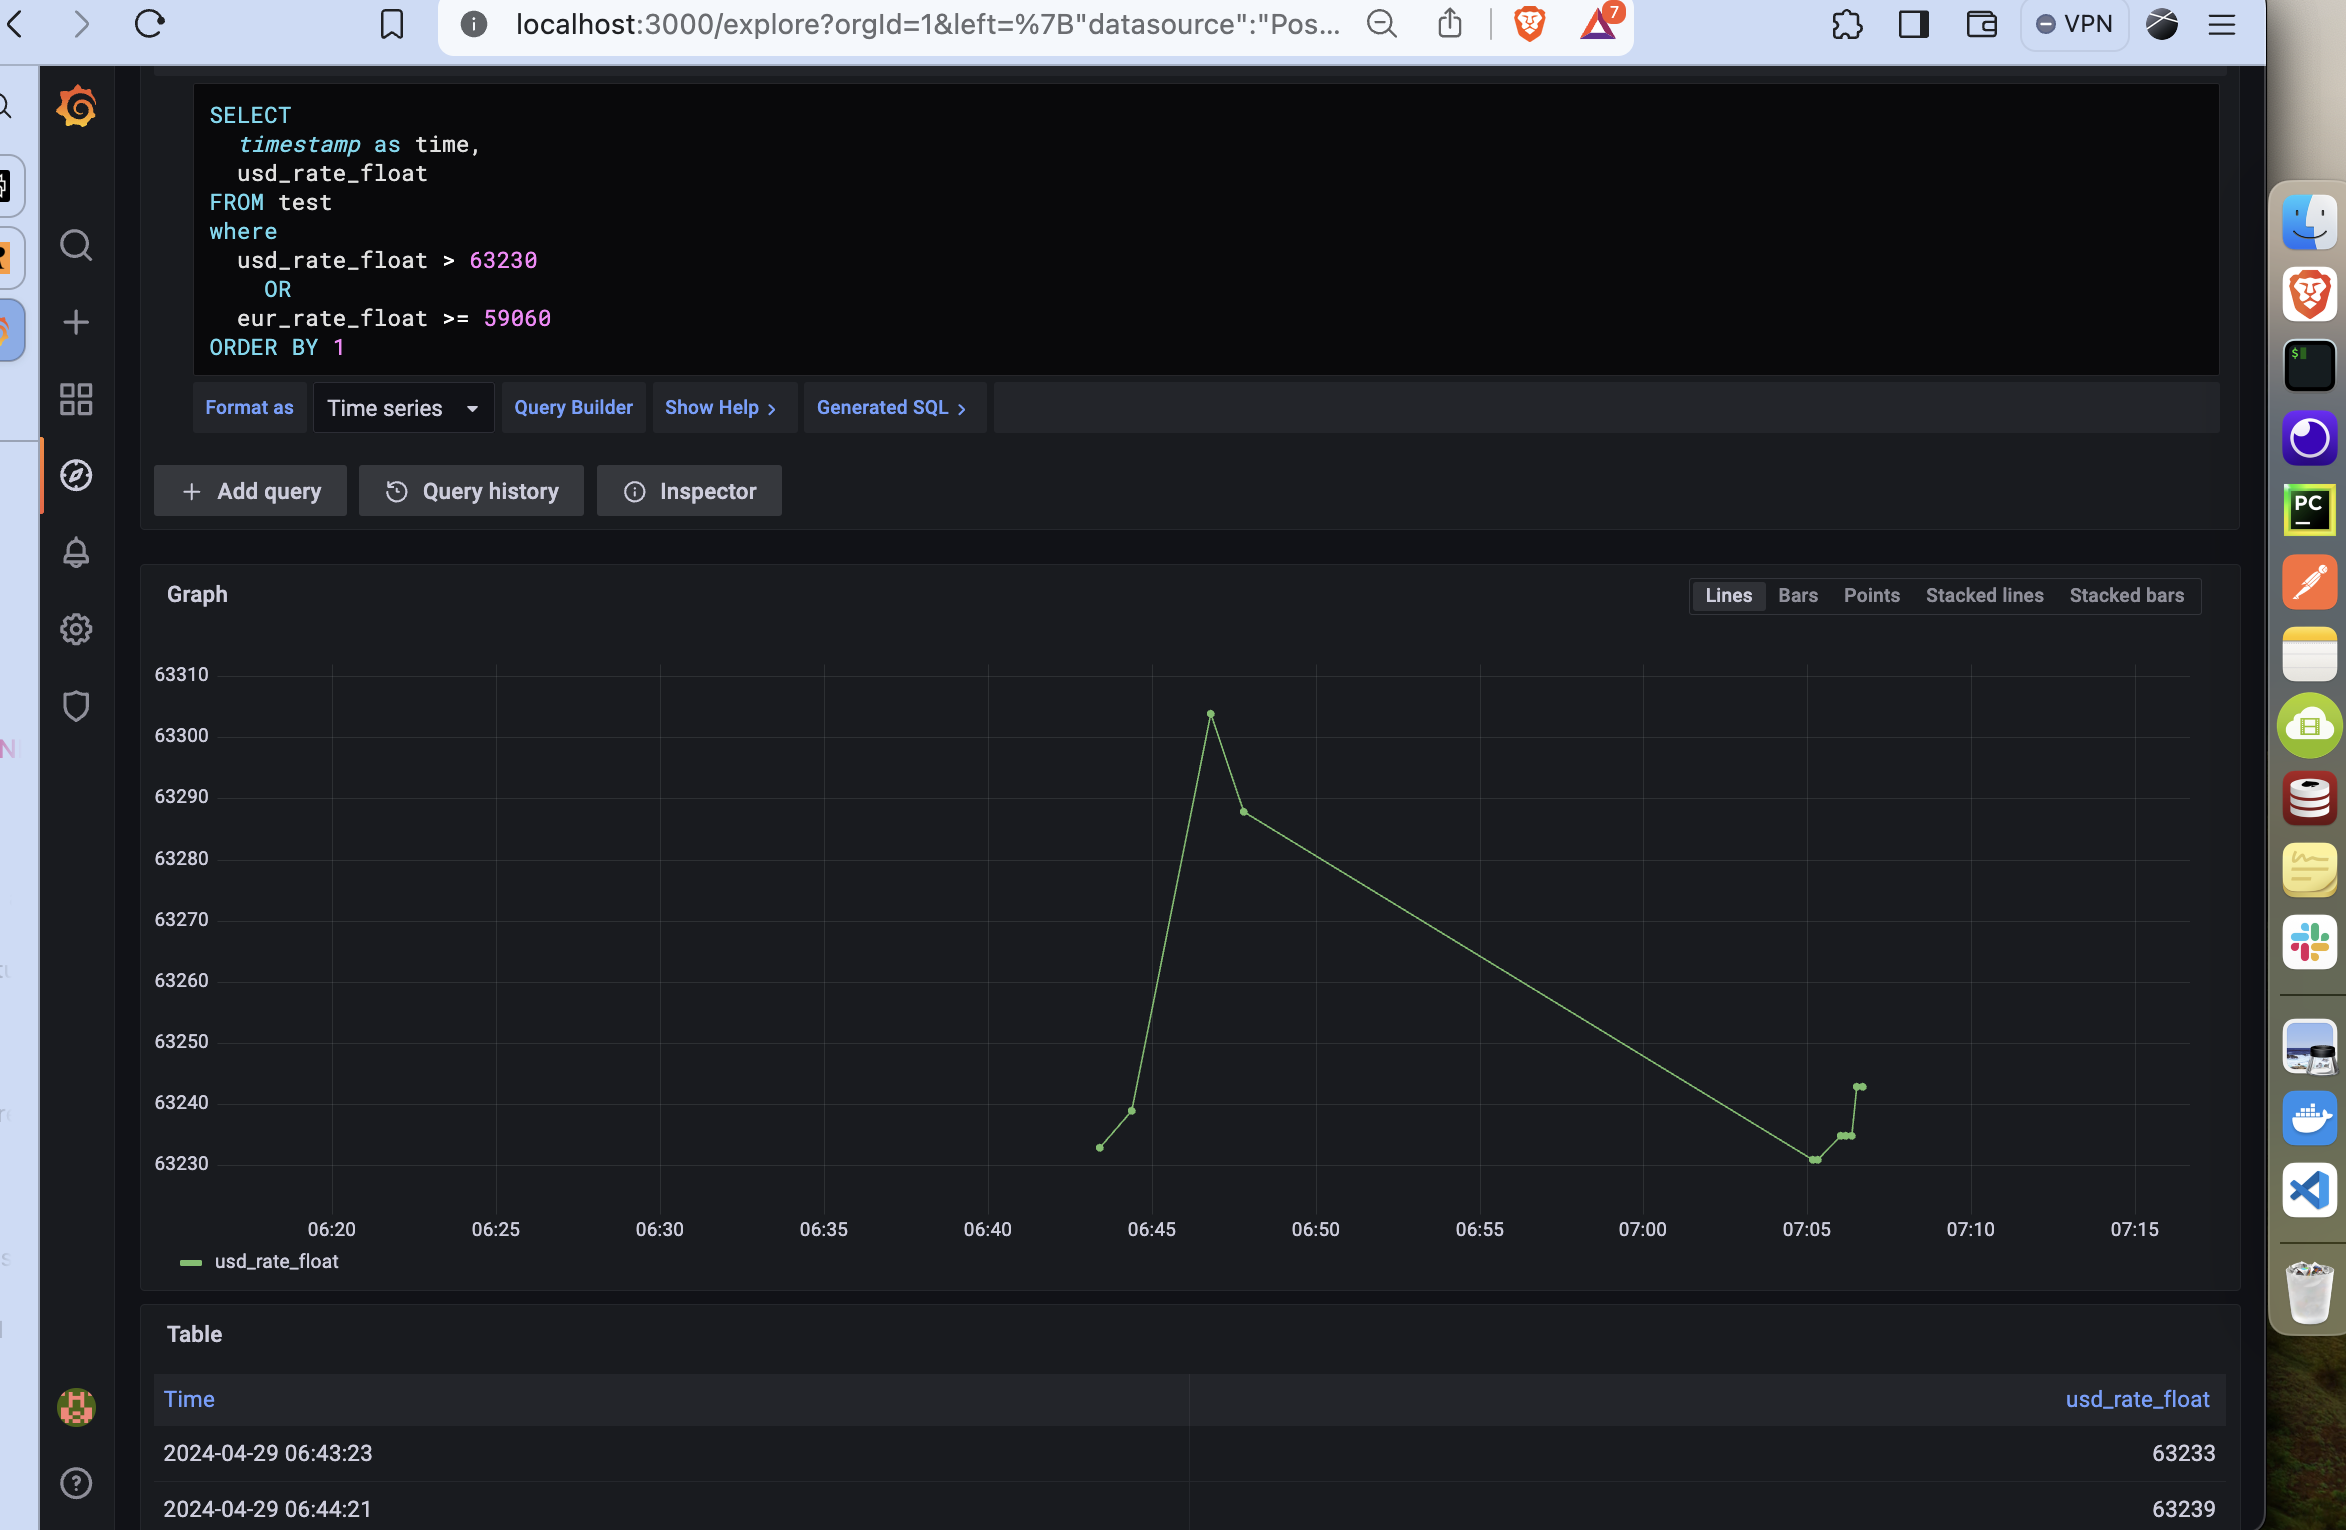 localhost:3000/explore?orgId=1&left=%7B"datasource":"Pos...
7
VPN
SELECT
timestamp as time,
usd_rate_float
FROM test
where
usd_rate_float > 63230
OR
eur_rate_float >= 59060
ORDER BY 1
Format as Time series Query Builder Show Help > Generated SQL >
+ Add query Query history Inspector
Graph
Lines Bars Points Stacked lines Stacked bars
63310
63300
63290
63280
63270
63260
63250
63240
63230
06:20 06:25 06:30 06:35 06:40 06:45 06:50 06:55 07:00 07:05 07:10 07:15
usd_rate_float
Table
Time usd_rate_float
2024-04-29 06:43:23 63233
2024-04-29 06:44:21 63239
$
PC